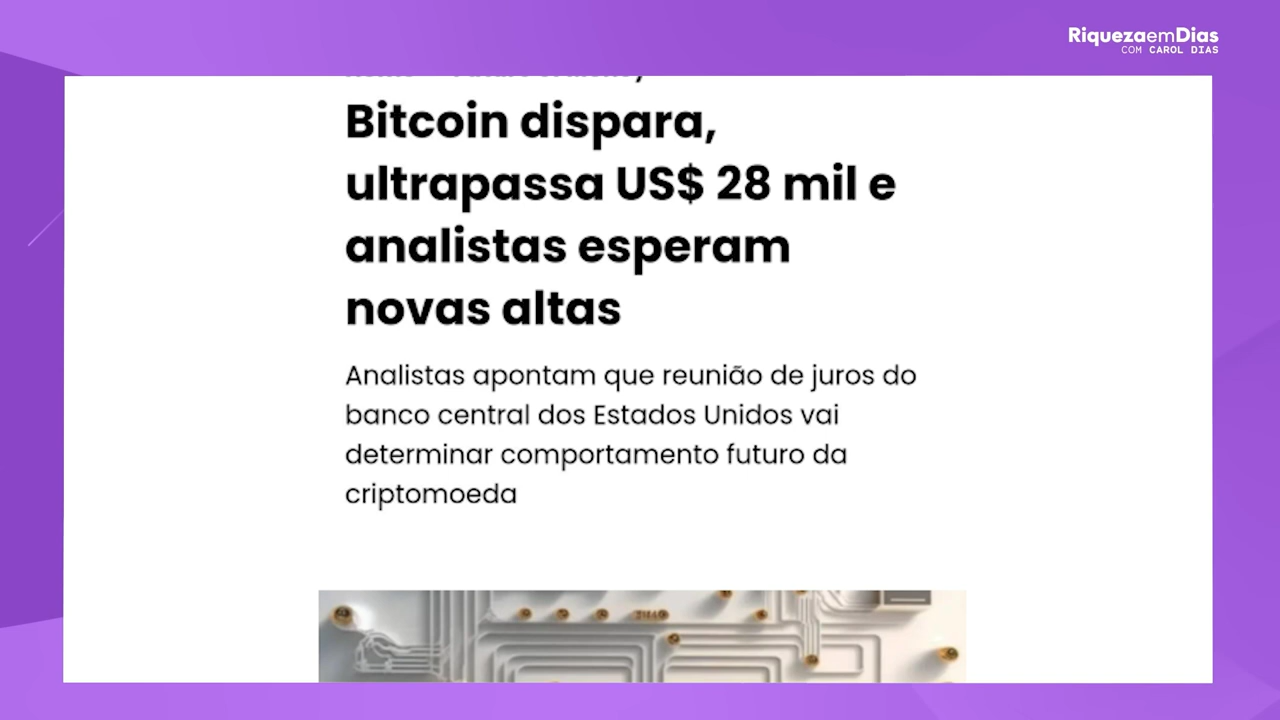 RiquezaemDias
COM CAROL DIAS
Bitcoin dispara,
ultrapassa US$ 28 mil e
analistas esperam
novas altas
Analistas apontam que reunião de juros do
banco central dos Estados Unidos vai
determinar comportamento futuro da
criptomoeda